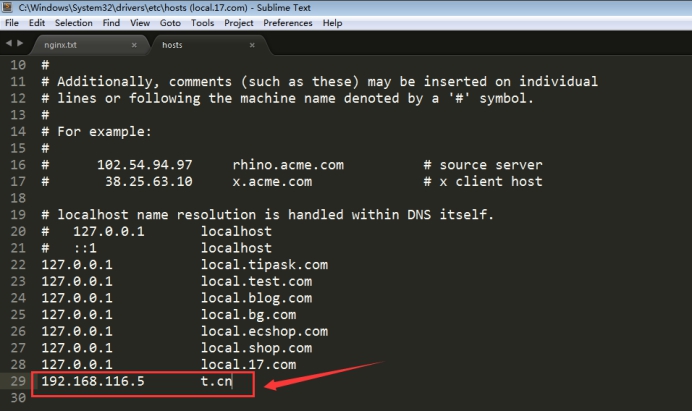 C:\Windows\System32\drivers\etc\hosts (local.17.com) - Sublime Text
File Edit Selection Find View Goto Tools Project Preferences Help
nginx.txt × hosts ×
10 #
11 # Additionally, comments (such as these) may be inserted on individual
12 # lines or following the machine name denoted by a '#' symbol.
13 #
14 # For example:
15 #
16 # 102.54.94.97 rhino.acme.com # source server
17 # 38.25.63.10 x.acme.com # x client host
18
19 # localhost name resolution is handled within DNS itself.
20 # 127.0.0.1 localhost
21 # ::1 localhost
22 127.0.0.1 local.tipask.com
23 127.0.0.1 local.test.com
24 127.0.0.1 local.blog.com
25 127.0.0.1 local.bg.com
26 127.0.0.1 local.ecshop.com
27 127.0.0.1 local.shop.com
28 127.0.0.1 local.17.com
29 192.168.116.5 t.cn
30